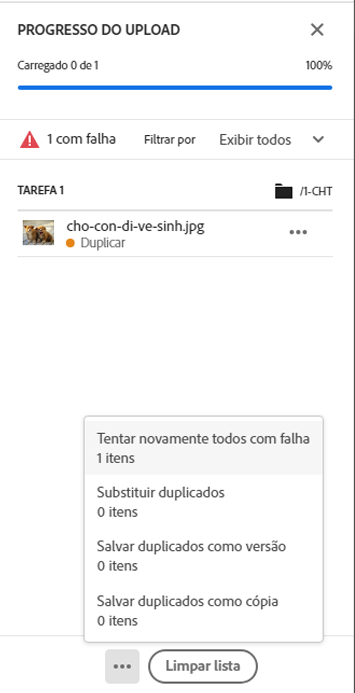 PROGRESSO DO UPLOAD
Carregado 0 de 1 100%
1 com falha Filtrar por Exibir todos
TAREFA 1 /1-CHT
cho-con-di-ve-sinh.jpg
Duplicar
Tentar novamente todos com falha
1 itens
Substituir duplicados
0 itens
Salvar duplicados como versão
0 itens
Salvar duplicados como cópia
0 itens
Limpar lista